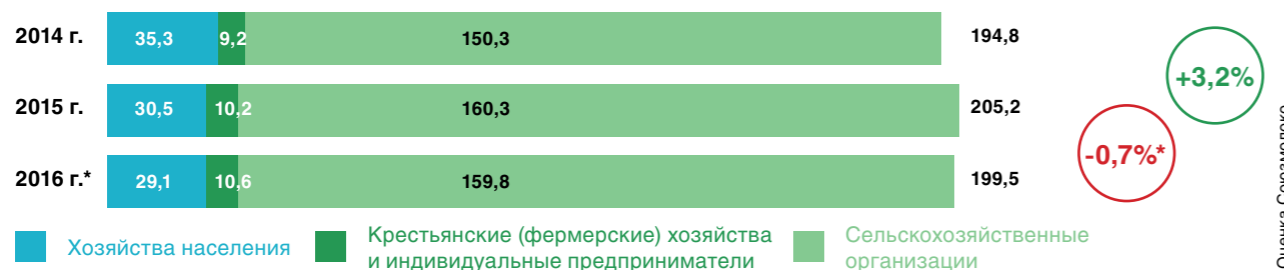 2014 г. 35,3 9,2 150,3 194,8
+3,2%
2015 г. 30,5 10,2 160,3 205,2
-0,7%*
2016 г.* 29,1 10,6 159,8 199,5
Хозяйства населения
Крестьянские (фермерские) хозяйства
и индивидуальные предприниматели
Сельскохозяйственные
организации
Оценка Союзмолоко